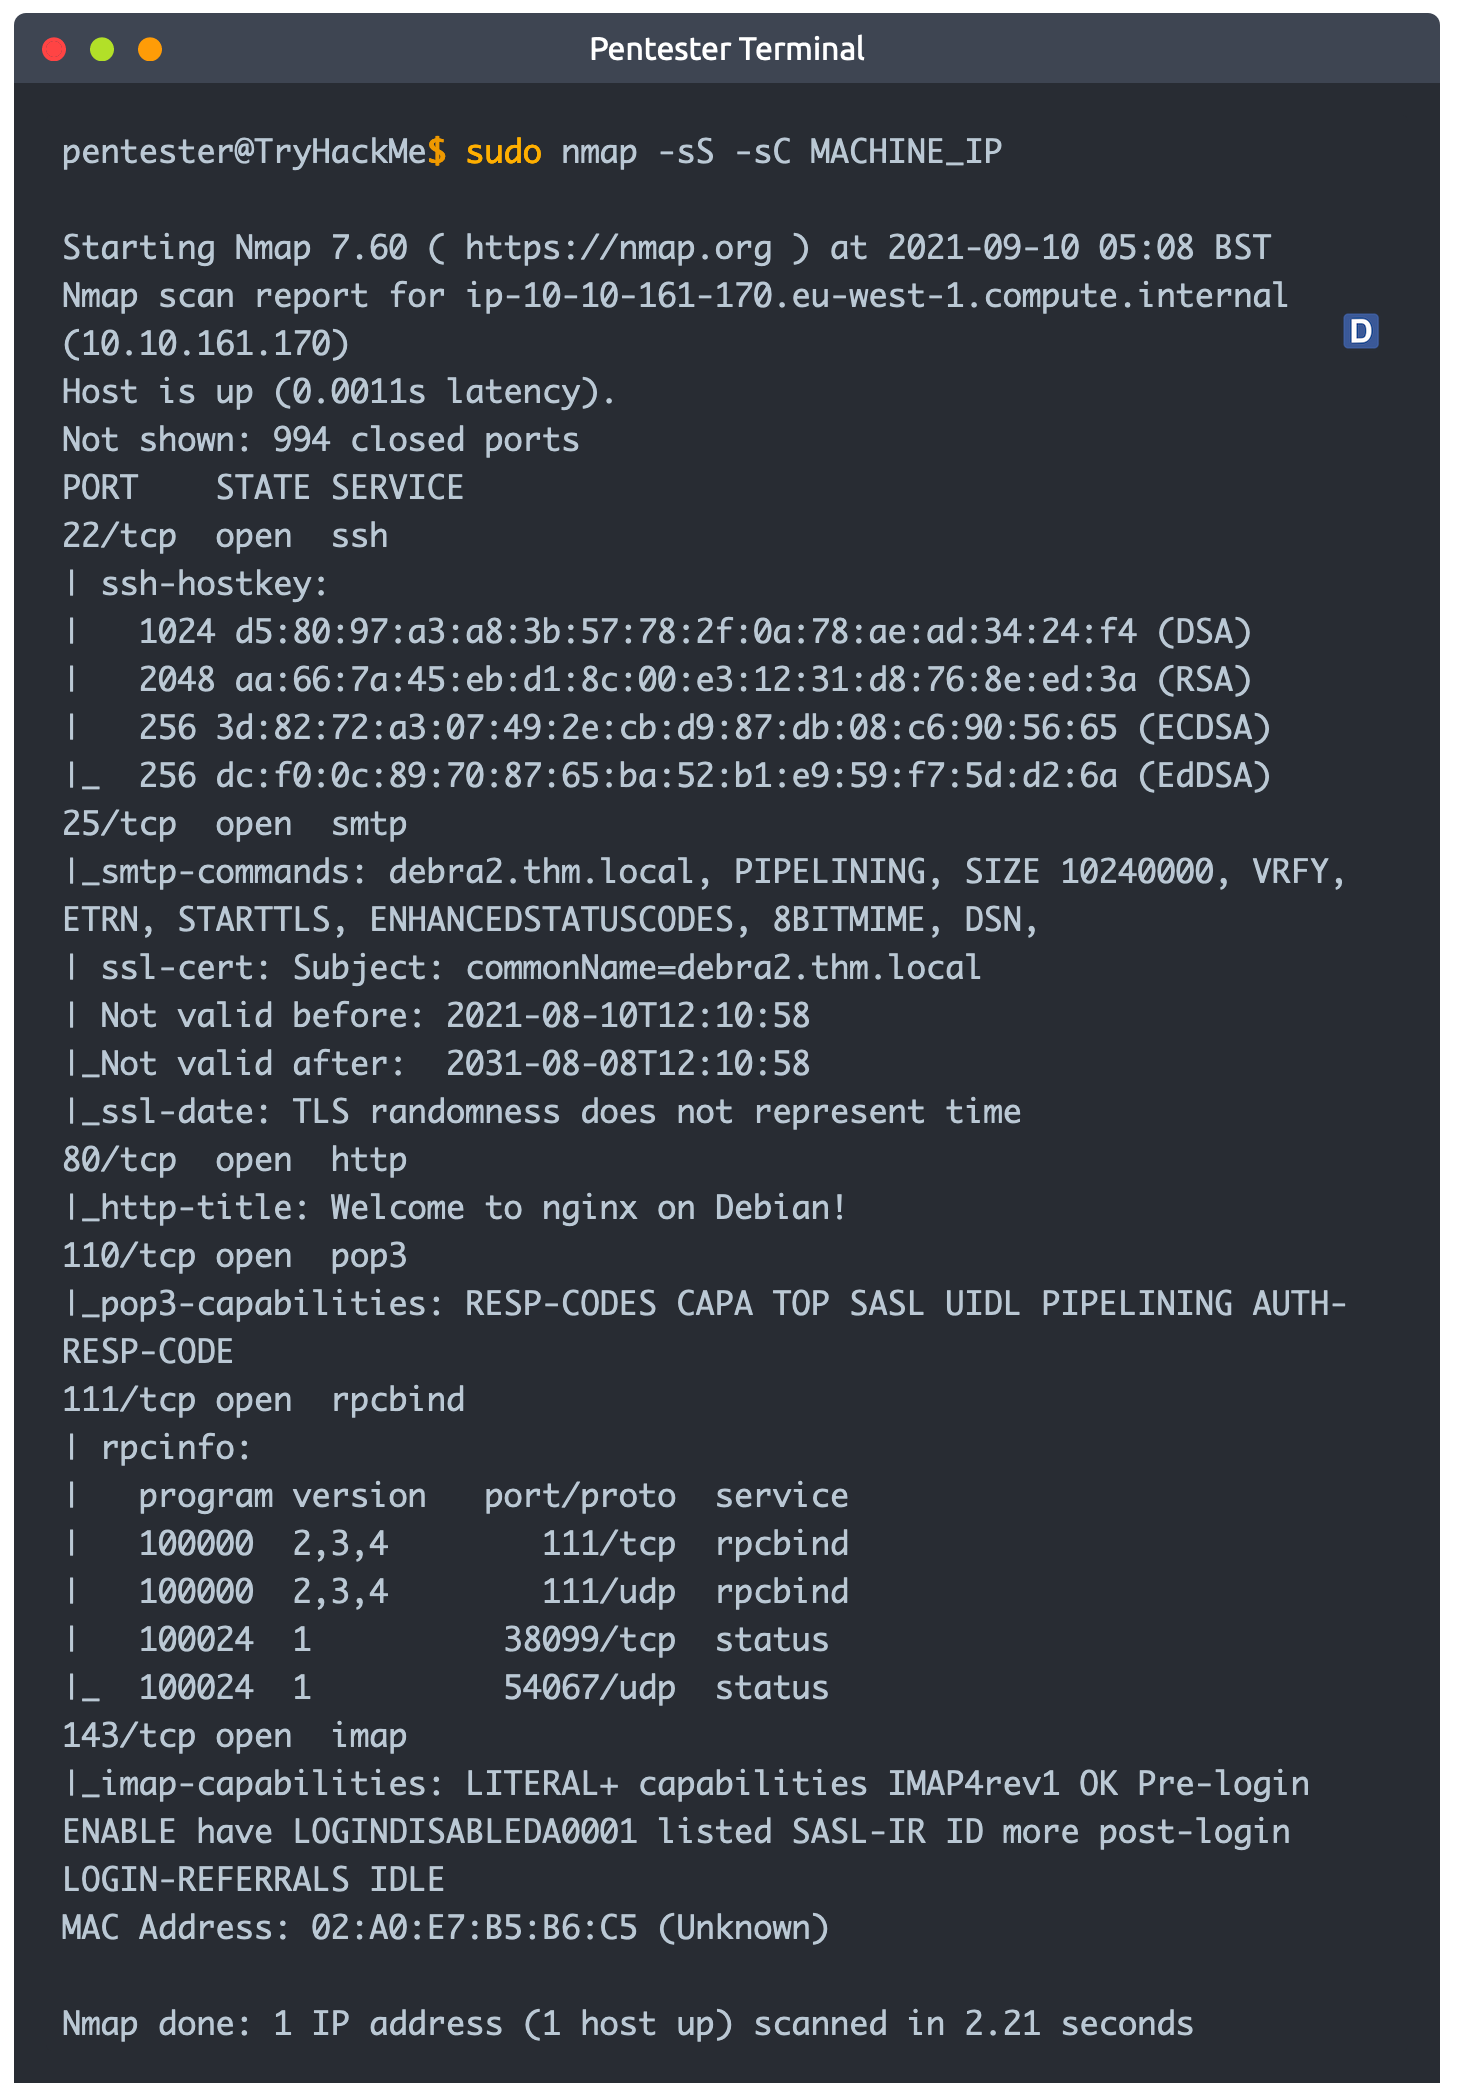 Pentester Terminal
pentester@TryHackMe$ sudo nmap -sS -sC MACHINE_IP
Starting Nmap 7.60 ( https://nmap.org ) at 2021-09-10 05:08 BST
Nmap scan report for ip-10-10-161-170.eu-west-1.compute.internal
(10.10.161.170)
D
Host is up (0.0011s latency).
Not shown: 994 closed ports
PORT    STATE SERVICE
22/tcp  open  ssh
| ssh-hostkey:
|   1024 d5:80:97:a3:a8:3b:57:78:2f:0a:78:ae:ad:34:24:f4 (DSA)
|   2048 aa:66:7a:45:eb:d1:8c:00:e3:12:31:d8:76:8e:ed:3a (RSA)
|   256 3d:82:72:a3:07:49:2e:cb:d9:87:db:08:c6:90:56:65 (ECDSA)
|_  256 dc:f0:0c:89:70:87:65:ba:52:b1:e9:59:f7:5d:d2:6a (EdDSA)
25/tcp  open  smtp
|_smtp-commands: debra2.thm.local, PIPELINING, SIZE 10240000, VRFY,
ETRN, STARTTLS, ENHANCEDSTATUSCODES, 8BITMIME, DSN,
| ssl-cert: Subject: commonName=debra2.thm.local
| Not valid before: 2021-08-10T12:10:58
|_Not valid after:  2031-08-08T12:10:58
|_ssl-date: TLS randomness does not represent time
80/tcp  open  http
|_http-title: Welcome to nginx on Debian!
110/tcp open  pop3
|_pop3-capabilities: RESP-CODES CAPA TOP SASL UIDL PIPELINING AUTH-
RESP-CODE
111/tcp open  rpcbind
| rpcinfo:
|   program version   port/proto  service
|   100000  2,3,4        111/tcp  rpcbind
|   100000  2,3,4        111/udp  rpcbind
|   100024  1          38099/tcp  status
|_  100024  1          54067/udp  status
143/tcp open  imap
|_imap-capabilities: LITERAL+ capabilities IMAP4rev1 OK Pre-login
ENABLE have LOGINDISABLEDA0001 listed SASL-IR ID more post-login
LOGIN-REFERRALS IDLE
MAC Address: 02:A0:E7:B5:B6:C5 (Unknown)
Nmap done: 1 IP address (1 host up) scanned in 2.21 seconds